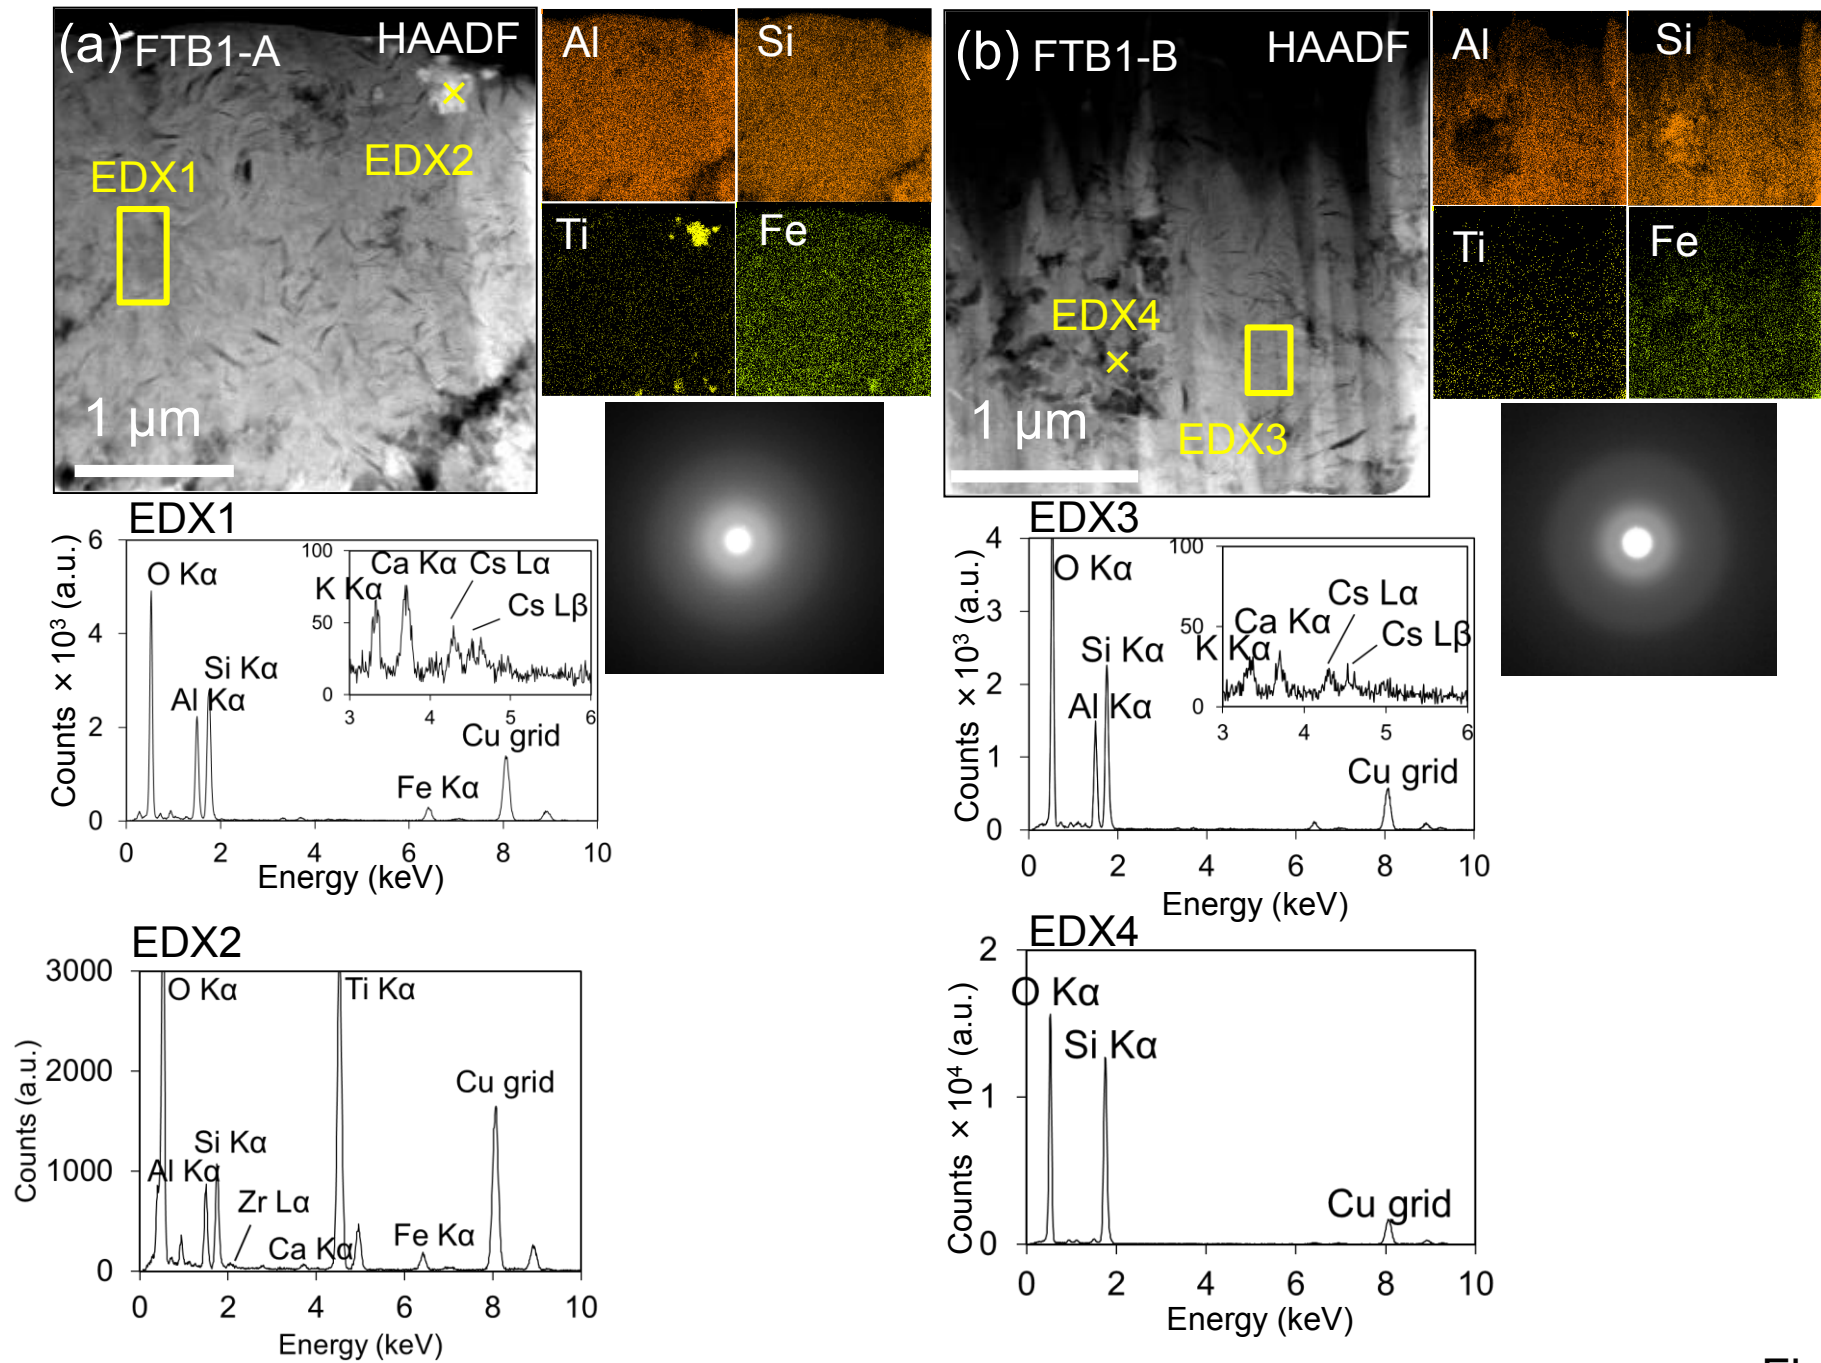 (a) FTB1-A HAADF
EDX1
EDX2
1 μm
Al
Si
Ti
Fe
(b) FTB1-B HAADF
EDX4
EDX3
1 μm
Al
Si
Ti
Fe
EDX1
Counts × 10³ (a.u.)
6
4
2
0
0 2 4 6 8 10
Energy (keV)
O Kα
Si Kα
Al Kα
Fe Kα
Cu grid
100
50
0
3 4 5 6
K Kα
Ca Kα
Cs Lα
Cs Lβ
EDX3
Counts × 10³ (a.u.)
4
3
2
1
0
0 2 4 6 8 10
Energy (keV)
O Kα
Si Kα
Al Kα
Cu grid
100
50
0
3 4 5 6
K Kα
Ca Kα
Cs Lα
Cs Lβ
EDX2
Counts (a.u.)
3000
2000
1000
0
0 2 4 6 8 10
Energy (keV)
O Kα
Ti Kα
Cu grid
Si Kα
Al Kα
Zr Lα
Ca Kα
Fe Kα
EDX4
Counts × 10⁴ (a.u.)
2
1
0
0 2 4 6 8 10
Energy (keV)
O Kα
Si Kα
Cu grid